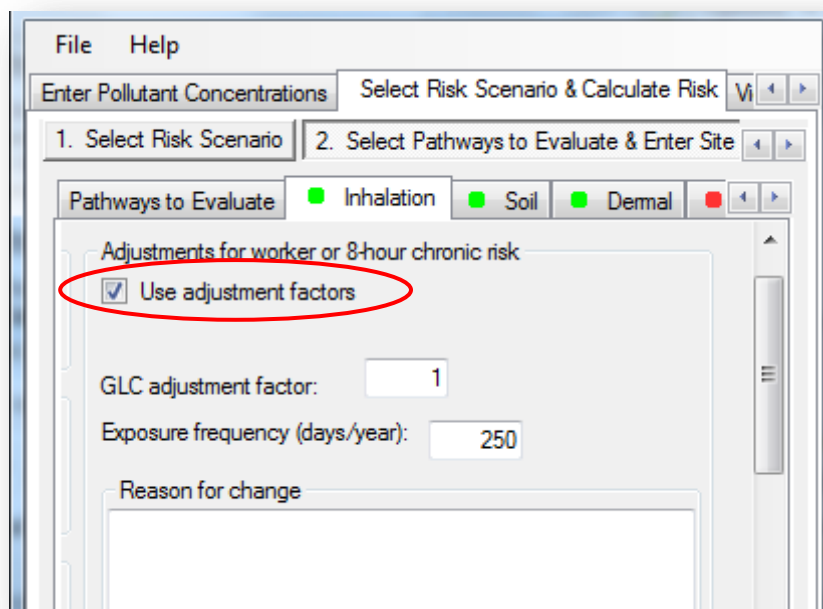 File Help
Enter Pollutant Concentrations Select Risk Scenario & Calculate Risk Vi
1. Select Risk Scenario 2. Select Pathways to Evaluate & Enter Site
Pathways to Evaluate Inhalation Soil Dermal
Adjustments for worker or 8-hour chronic risk
Use adjustment factors
GLC adjustment factor: 1
Exposure frequency (days/year): 250
Reason for change